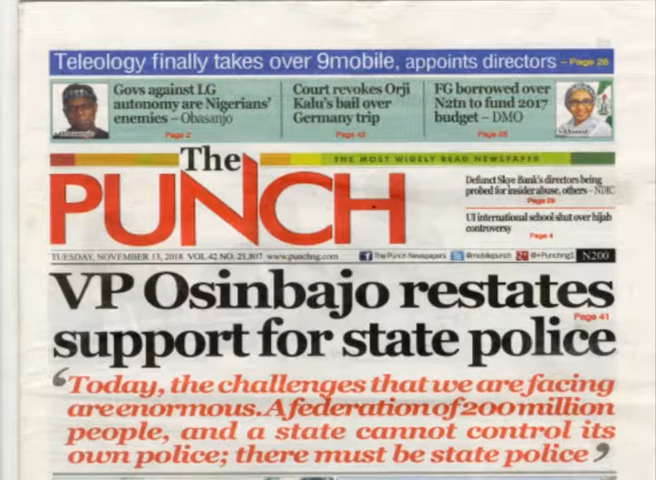 Teleology finally takes over 9mobile, appoints directors – Page 28
Govs against LG
autonomy are Nigerians'
enemies – Obasanjo
Page 2
Court revokes Orji
Kalu's bail over
Germany trip
Page 42
FG borrowed over
N2tn to fund 2017
budget – DMO
Page 25
The
PUNCH
THE MOST WIDELY READ NEWSPAPER
Defunct Skye Bank's directors being
probed for insider abuse, others – NDIC
Page 29
UI international school shut over hijab
controversy
Page 4
TUESDAY, NOVEMBER 13, 2018 VOL. 42 NO. 21,807 www.punchng.com
The Punch Newspapers
@mobilepunch
N200
VP Osinbajo restates
support for state police
Page 41
‘Today, the challenges that we are facing
are enormous. A federation of 200 million
people, and a state cannot control its
own police; there must be state police’